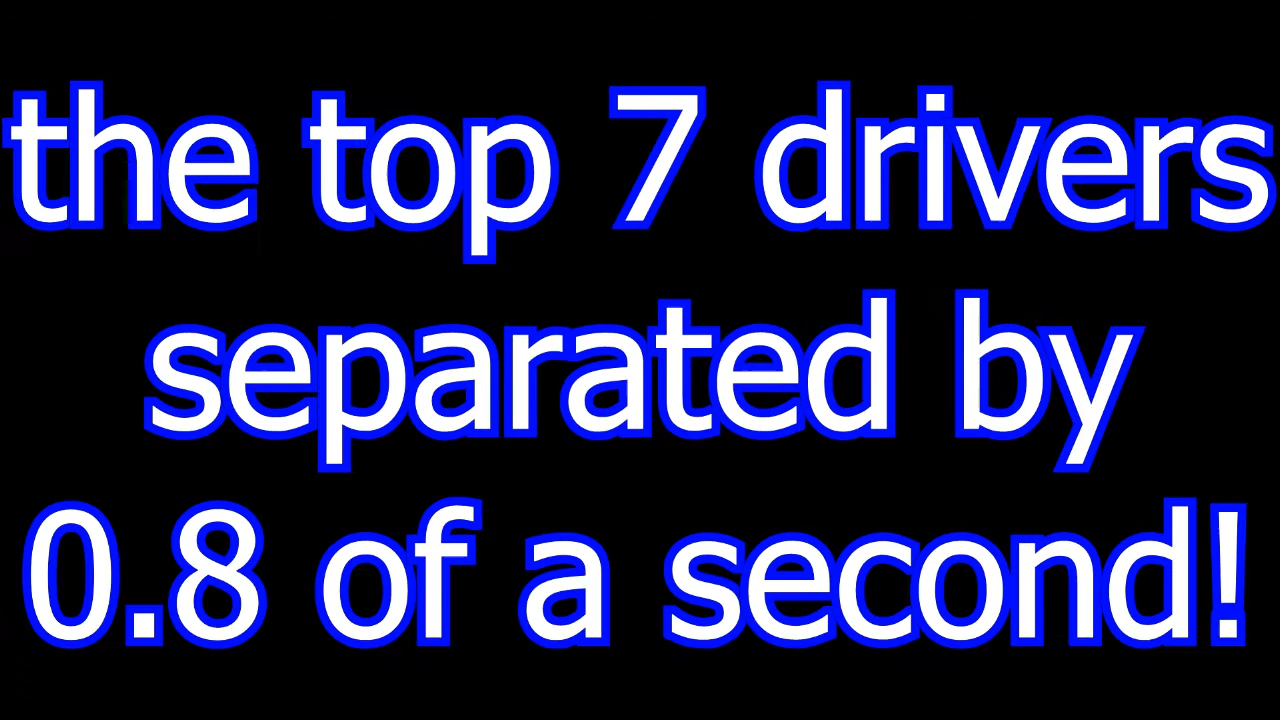 the top 7 drivers
separated by
0.8 of a second!